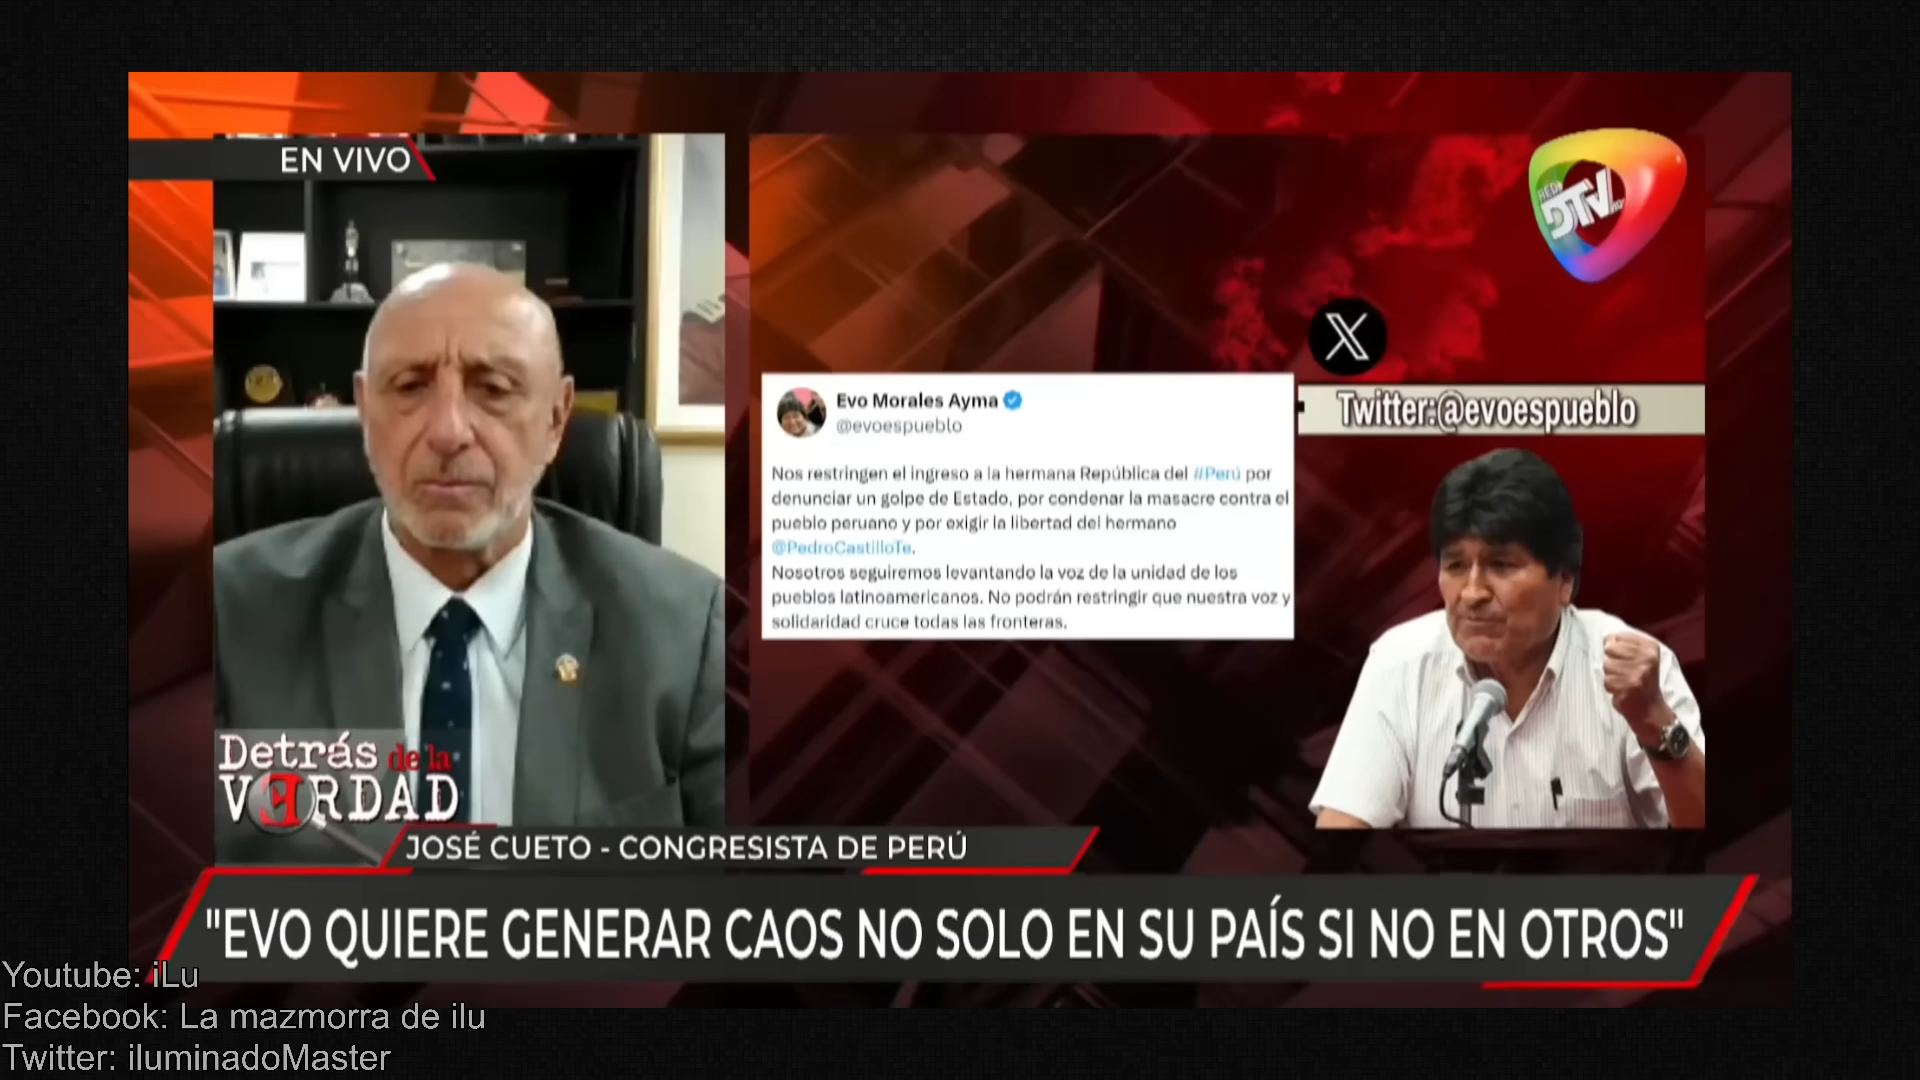 EN VIVO
RED
DTV
X
Evo Morales Ayma
@evoespueblo
Nos restringen el ingreso a la hermana República del #Perú por
denunciar un golpe de Estado, por condenar la masacre contra el
pueblo peruano y por exigir la libertad del hermano
@PedroCastilloTe.
Nosotros seguiremos levantando la voz de la unidad de los
pueblos latinoamericanos. No podrán restringir que nuestra voz y
solidaridad cruce todas las fronteras.
Twitter:@evoespueblo
Detrás de la
VERDAD
JOSÉ CUETO - CONGRESISTA DE PERÚ
"EVO QUIERE GENERAR CAOS NO SOLO EN SU PAÍS SI NO EN OTROS"
Youtube: iLu
Facebook: La mazmorra de ilu
Twitter: iluminadoMaster